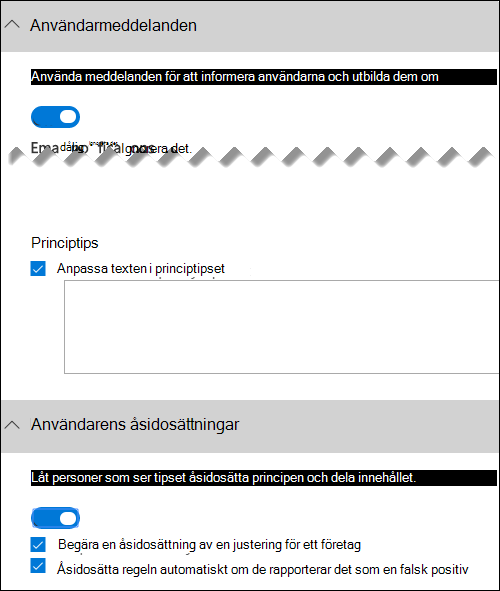 Användarmeddelanden
Använda meddelanden för att informera användarna och utbilda dem om
Ignorera det.
Principtips
Anpassa texten i principtipset
Användarens åsidosättningar
Låt personer som ser tipset åsidosätta principen och dela innehållet.
Begära en åsidosättning av en justering för ett företag
Åsidosätta regeln automatiskt om de rapporterar det som en falsk positiv